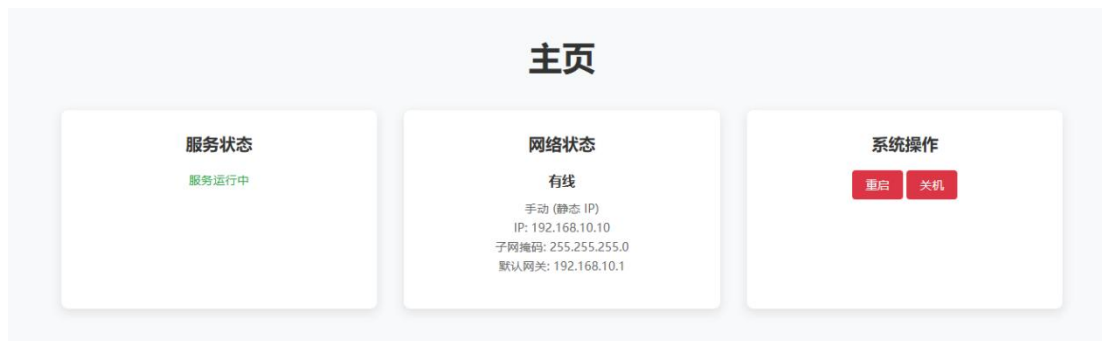 主页
服务状态
服务运行中
网络状态
有线
手动 (静态 IP)
IP: 192.168.10.10
子网掩码: 255.255.255.0
默认网关: 192.168.10.1
系统操作
重启 关机